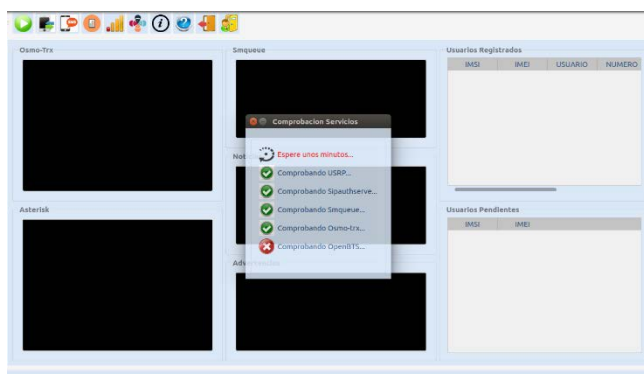 Osmo-Trx
Smqueue
Usuarios Registrados
IMSI IMEI USUARIO NUMERO
Comprobacion Servicios
Espere unos minutos...
Comprobando USRP...
Comprobando Sipauthserve...
Comprobando Smqueue...
Comprobando Osmo-trx...
Comprobando OpenBTS...
Asterisk
Usuarios Pendientes
IMSI IMEI